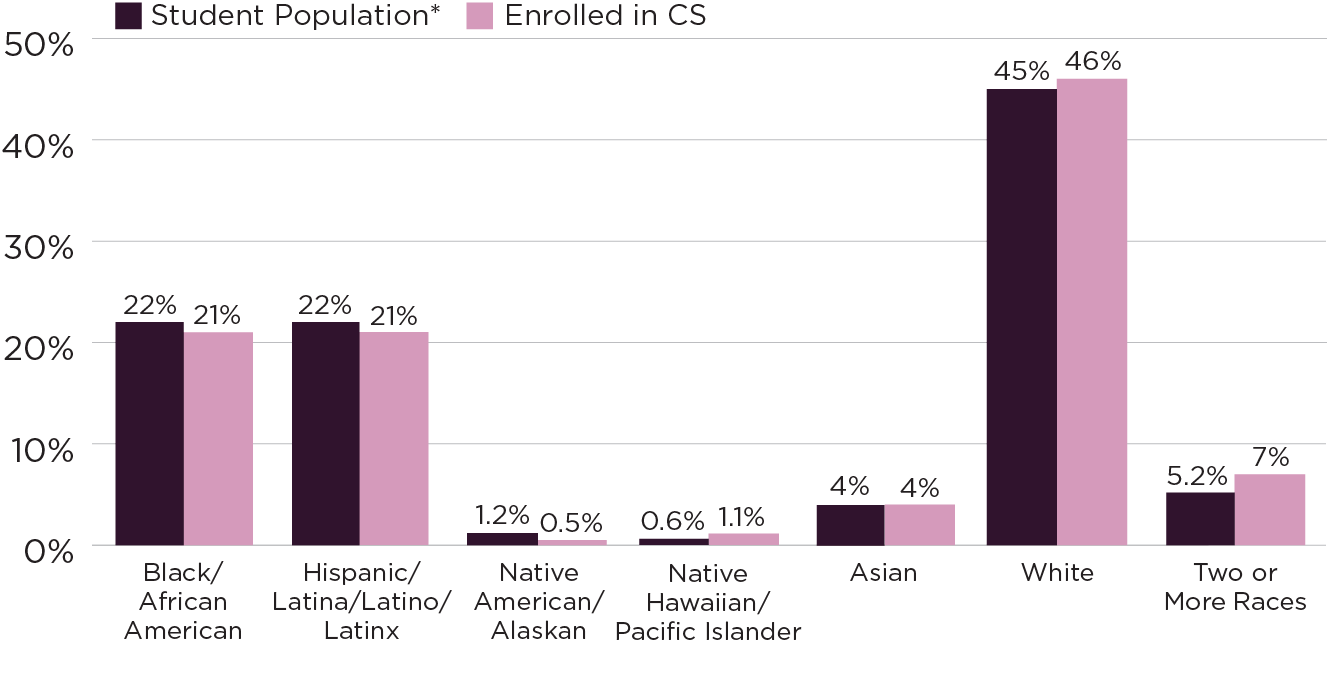 Student Population* Enrolled in CS
50%
40%
30%
20%
10%
0%
22% 21% 22% 21% 1.2% 0.5% 0.6% 1.1% 4% 4% 45% 46% 5.2% 7%
Black/
African
American
Hispanic/
Latina/Latino/
Latinx
Native
American/
Alaskan
Native
Hawaiian/
Pacific Islander
Asian
White
Two or
More Races